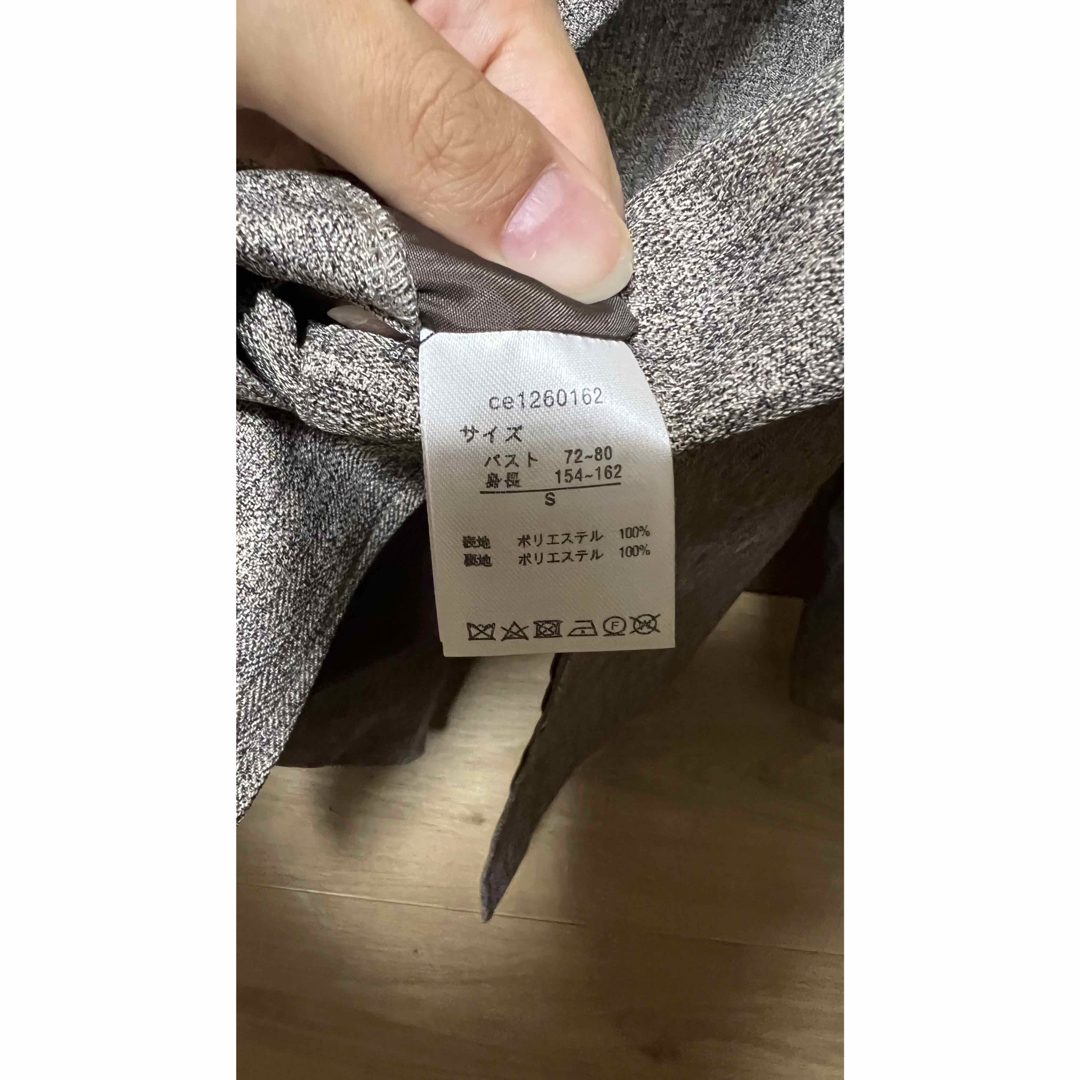 ce1260162
サイズ
バスト 72~80
身長 154~162
S
表地 ポリエステル 100%
裏地 ポリエステル 100%
F W